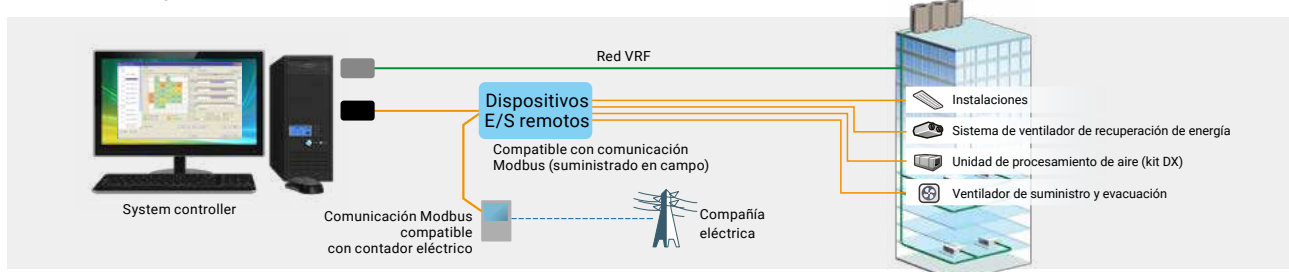 Red VRF
Dispositivos
E/S remotos
Compatible con comunicación
Modbus (suministrado en campo)
System controller
Comunicación Modbus
compatible
con contador eléctrico
Compañía
eléctrica
Instalaciones
Sistema de ventilador de recuperación de energía
Unidad de procesamiento de aire (kit DX)
Ventilador de suministro y evacuación